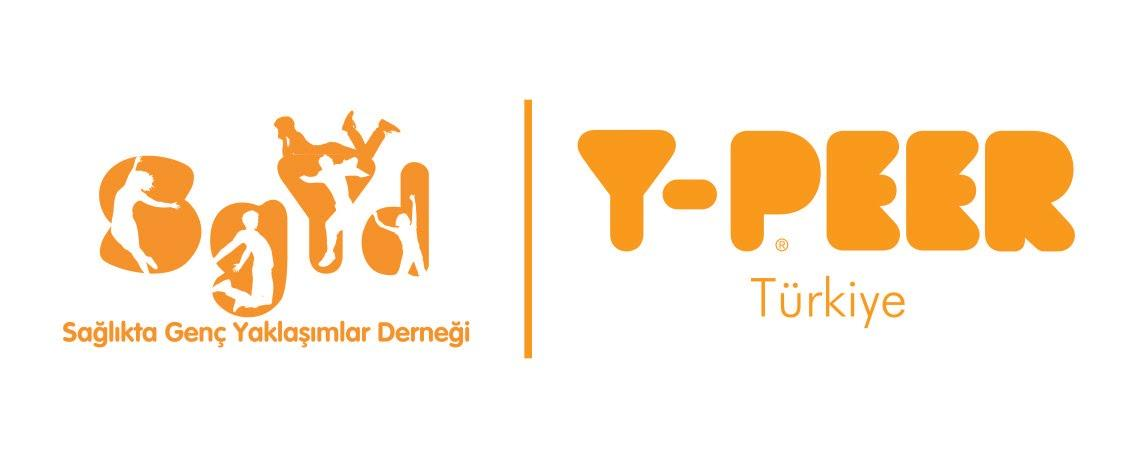 SgYd
Sağlıkta Genç Yaklaşımlar Derneği
Y-PEER®
Türkiye